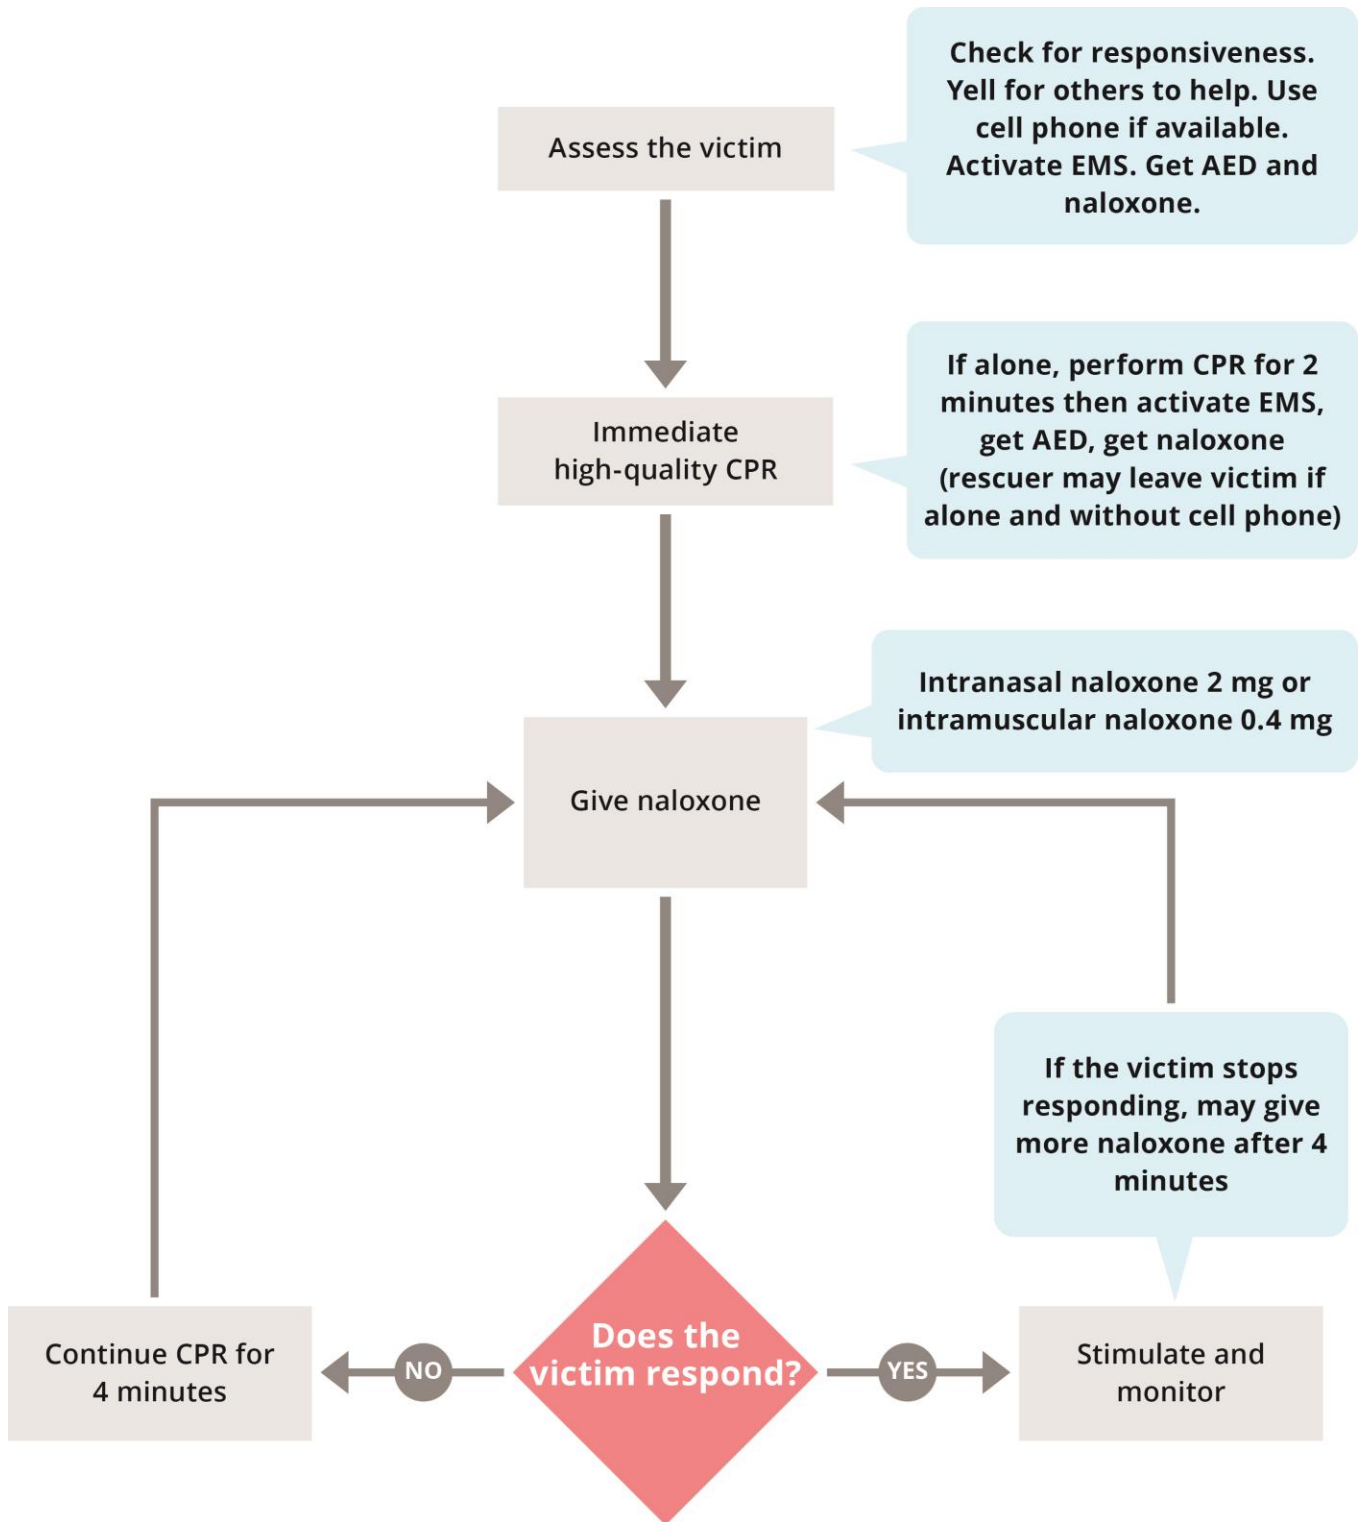 Check for responsiveness.
Yell for others to help. Use
cell phone if available.
Activate EMS. Get AED and
naloxone.
Assess the victim
If alone, perform CPR for 2
minutes then activate EMS,
get AED, get naloxone
(rescuer may leave victim if
alone and without cell phone)
Immediate
high-quality CPR
Intranasal naloxone 2 mg or
intramuscular naloxone 0.4 mg
Give naloxone
If the victim stops
responding, may give
more naloxone after 4
minutes
Does the
victim respond?
NO
YES
Continue CPR for
4 minutes
Stimulate and
monitor